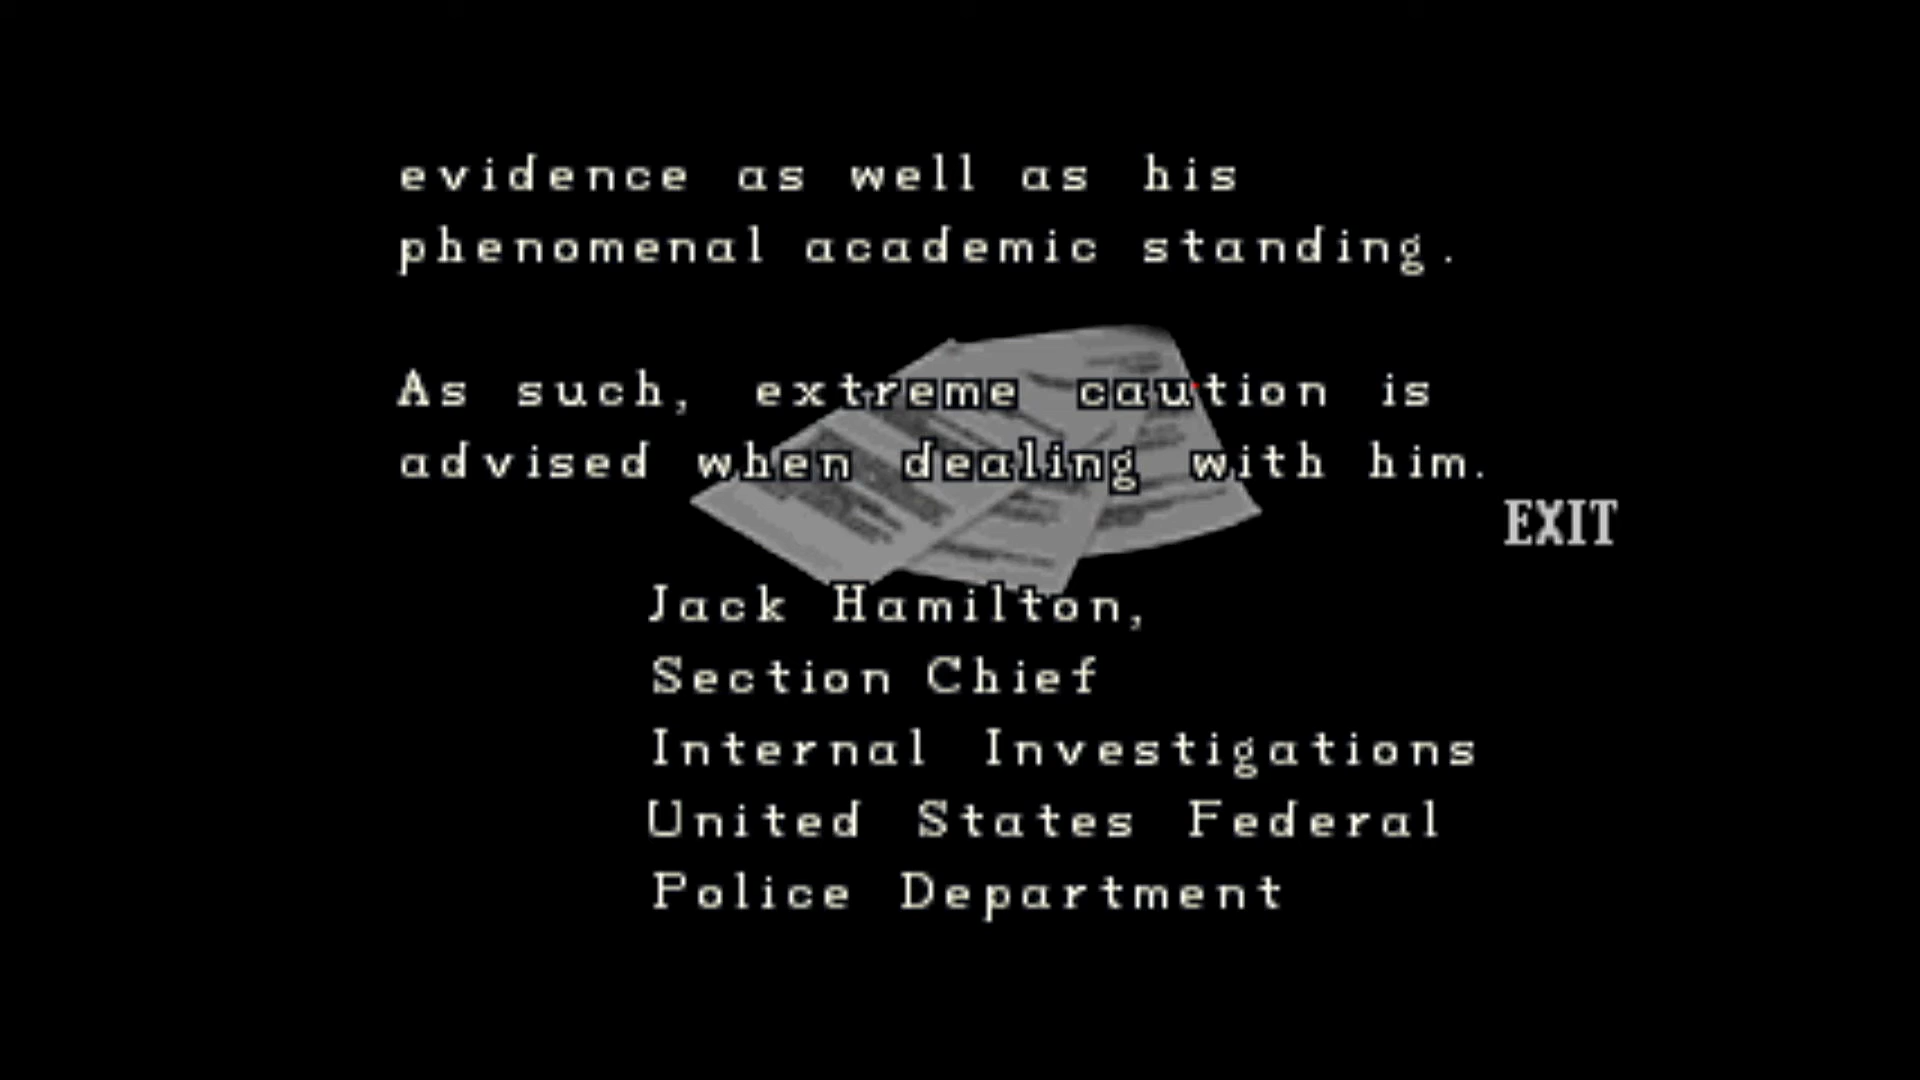 evidence as well as his
phenomenal academic standing.
As such, extreme caution is
advised when dealing with him.
EXIT
Jack Hamilton,
Section Chief
Internal Investigations
United States Federal
Police Department